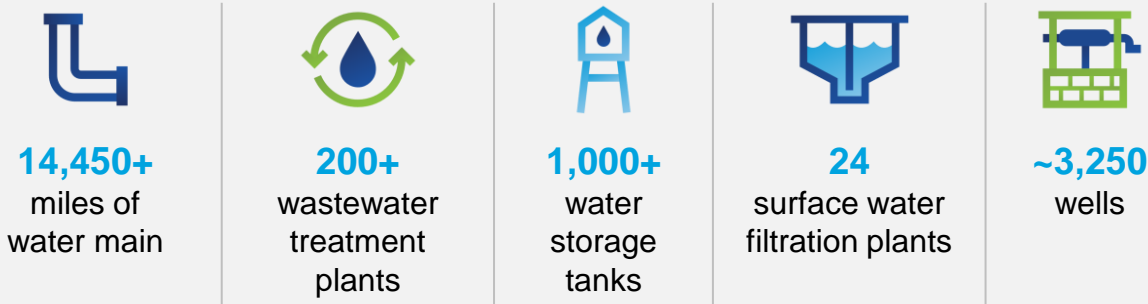 14,450+
miles of
water main
200+
wastewater
treatment
plants
1,000+
water
storage
tanks
24
surface water
filtration plants
~3,250
wells